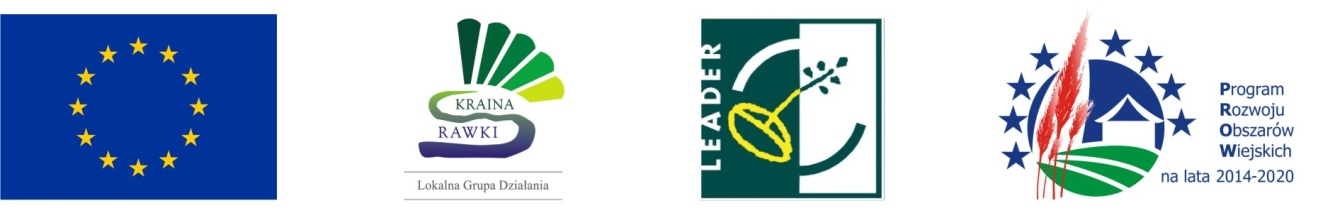 KRAINA
RAWKI
Lokalna Grupa Działania
LEADER
Program
Rozwoju
Obszarów
Wiejskich
na lata 2014-2020